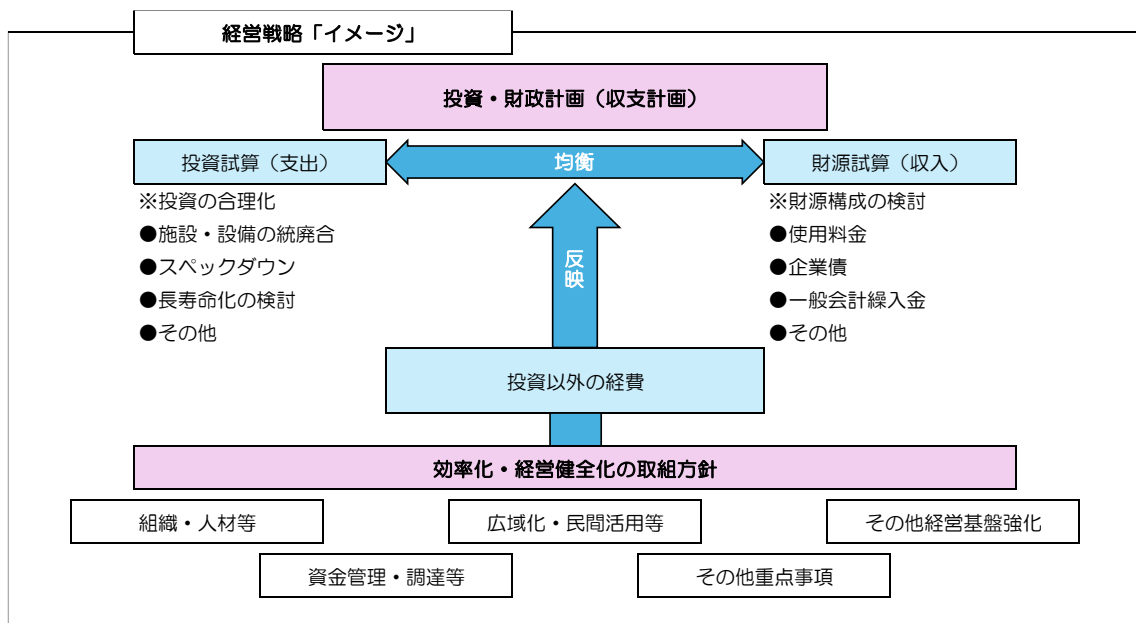 経営戦略「イメージ」
投資・財政計画（収支計画）
投資試算（支出）
均衡
財源試算（収入）
※投資の合理化
●施設・設備の統廃合
●スペックダウン
●長寿命化の検討
●その他
※財源構成の検討
●使用料金
●企業債
●一般会計繰入金
●その他
反映
投資以外の経費
効率化・経営健全化の取組方針
組織・人材等
広域化・民間活用等
その他経営基盤強化
資金管理・調達等
その他重点事項